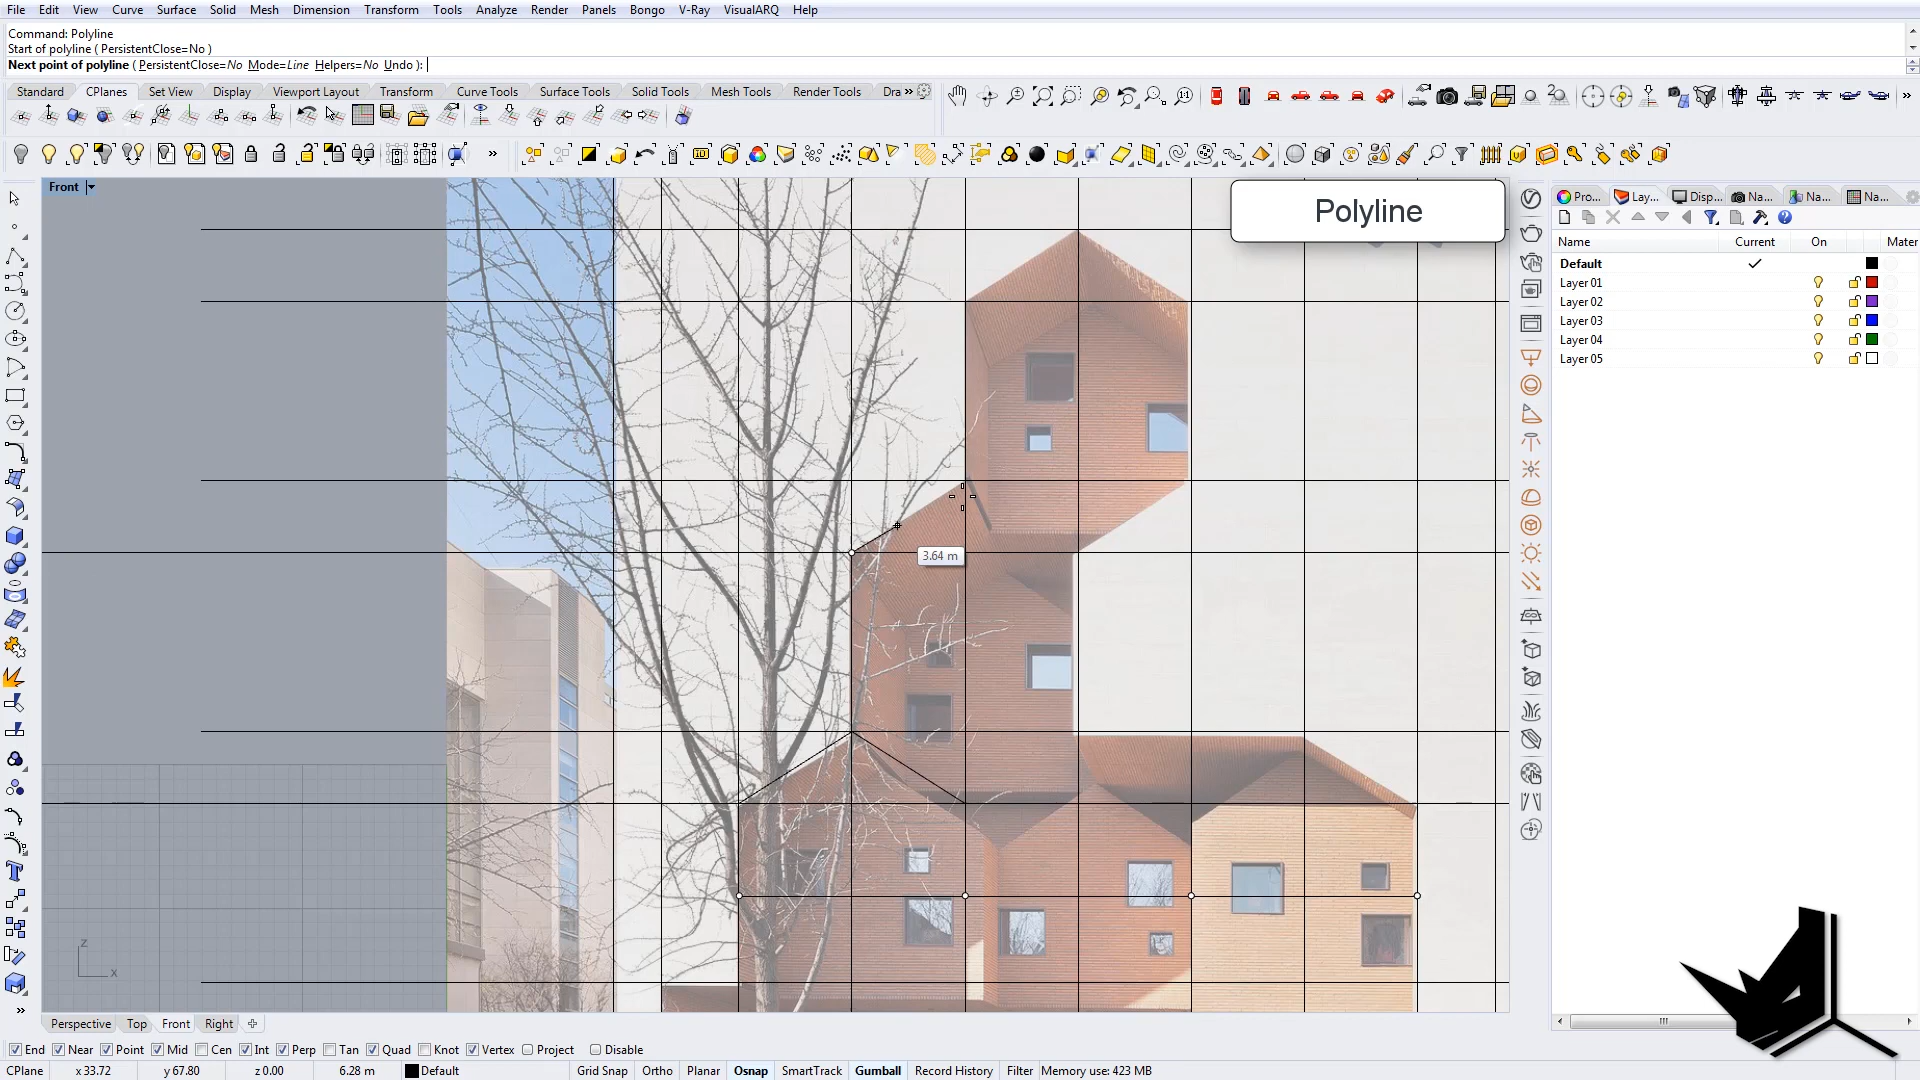 File Edit View Curve Surface Solid Mesh Dimension Transform Tools Analyze Render Panels Bongo V-Ray VisualARQ Help
Command: Polyline
Start of polyline ( PersistentClose=No )
Next point of polyline ( PersistentClose=No Mode=Line Helpers=No Undo ):
Standard CPlanes Set View Display Viewport Layout Transform Curve Tools Surface Tools Solid Tools Mesh Tools Render Tools Dra »
Front
Polyline
Pro... Lay... Disp... Na... Na... Na...
Name Current On Mater
Default
Layer 01
Layer 02
Layer 03
Layer 04
Layer 05
3.64 m
z
x
Perspective Top Front Right
End Near Point Mid Cen Int Perp Tan Quad Knot Vertex Project Disable
CPlane x 33.72 y 67.80 z 0.00 6.28 m Default Grid Snap Ortho Planar Osnap SmartTrack Gumball Record History Filter Memory use: 423 MB